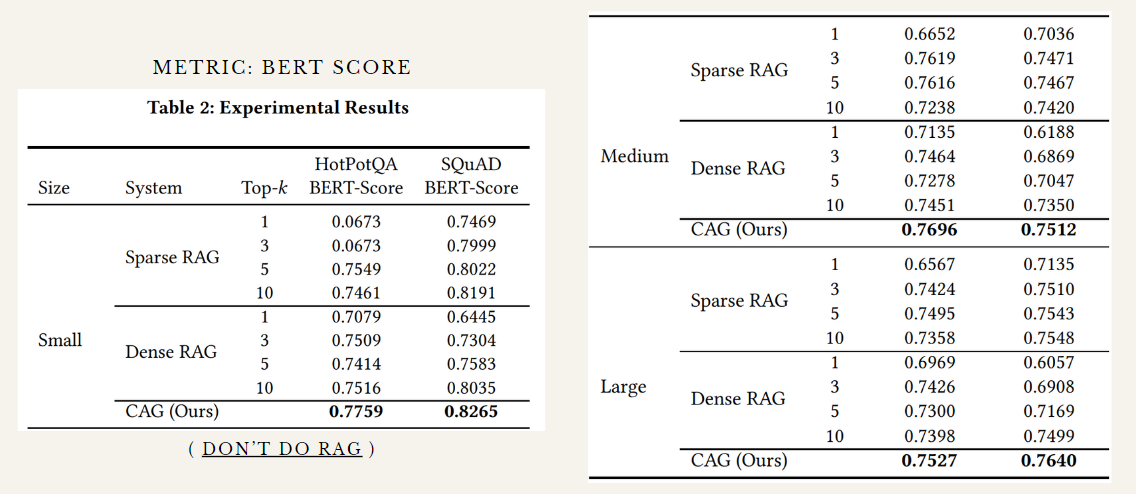 METRIC: BERT SCORE
Table 2: Experimental Results
HotPotQA SQuAD
Size System Top-k BERT-Score BERT-Score
1 0.0673 0.7469
3 0.0673 0.7999
Sparse RAG
5 0.7549 0.8022
10 0.7461 0.8191
1 0.7079 0.6445
Small
3 0.7509 0.7304
Dense RAG
5 0.7414 0.7583
10 0.7516 0.8035
CAG (Ours) 0.7759 0.8265
( DON'T DO RAG )
1 0.6652 0.7036
3 0.7619 0.7471
Sparse RAG
5 0.7616 0.7467
10 0.7238 0.7420
1 0.7135 0.6188
Medium
3 0.7464 0.6869
Dense RAG
5 0.7278 0.7047
10 0.7451 0.7350
CAG (Ours) 0.7696 0.7512
1 0.6567 0.7135
3 0.7424 0.7510
Sparse RAG
5 0.7495 0.7543
10 0.7358 0.7548
1 0.6969 0.6057
Large
3 0.7426 0.6908
Dense RAG
5 0.7300 0.7169
10 0.7398 0.7499
CAG (Ours) 0.7527 0.7640